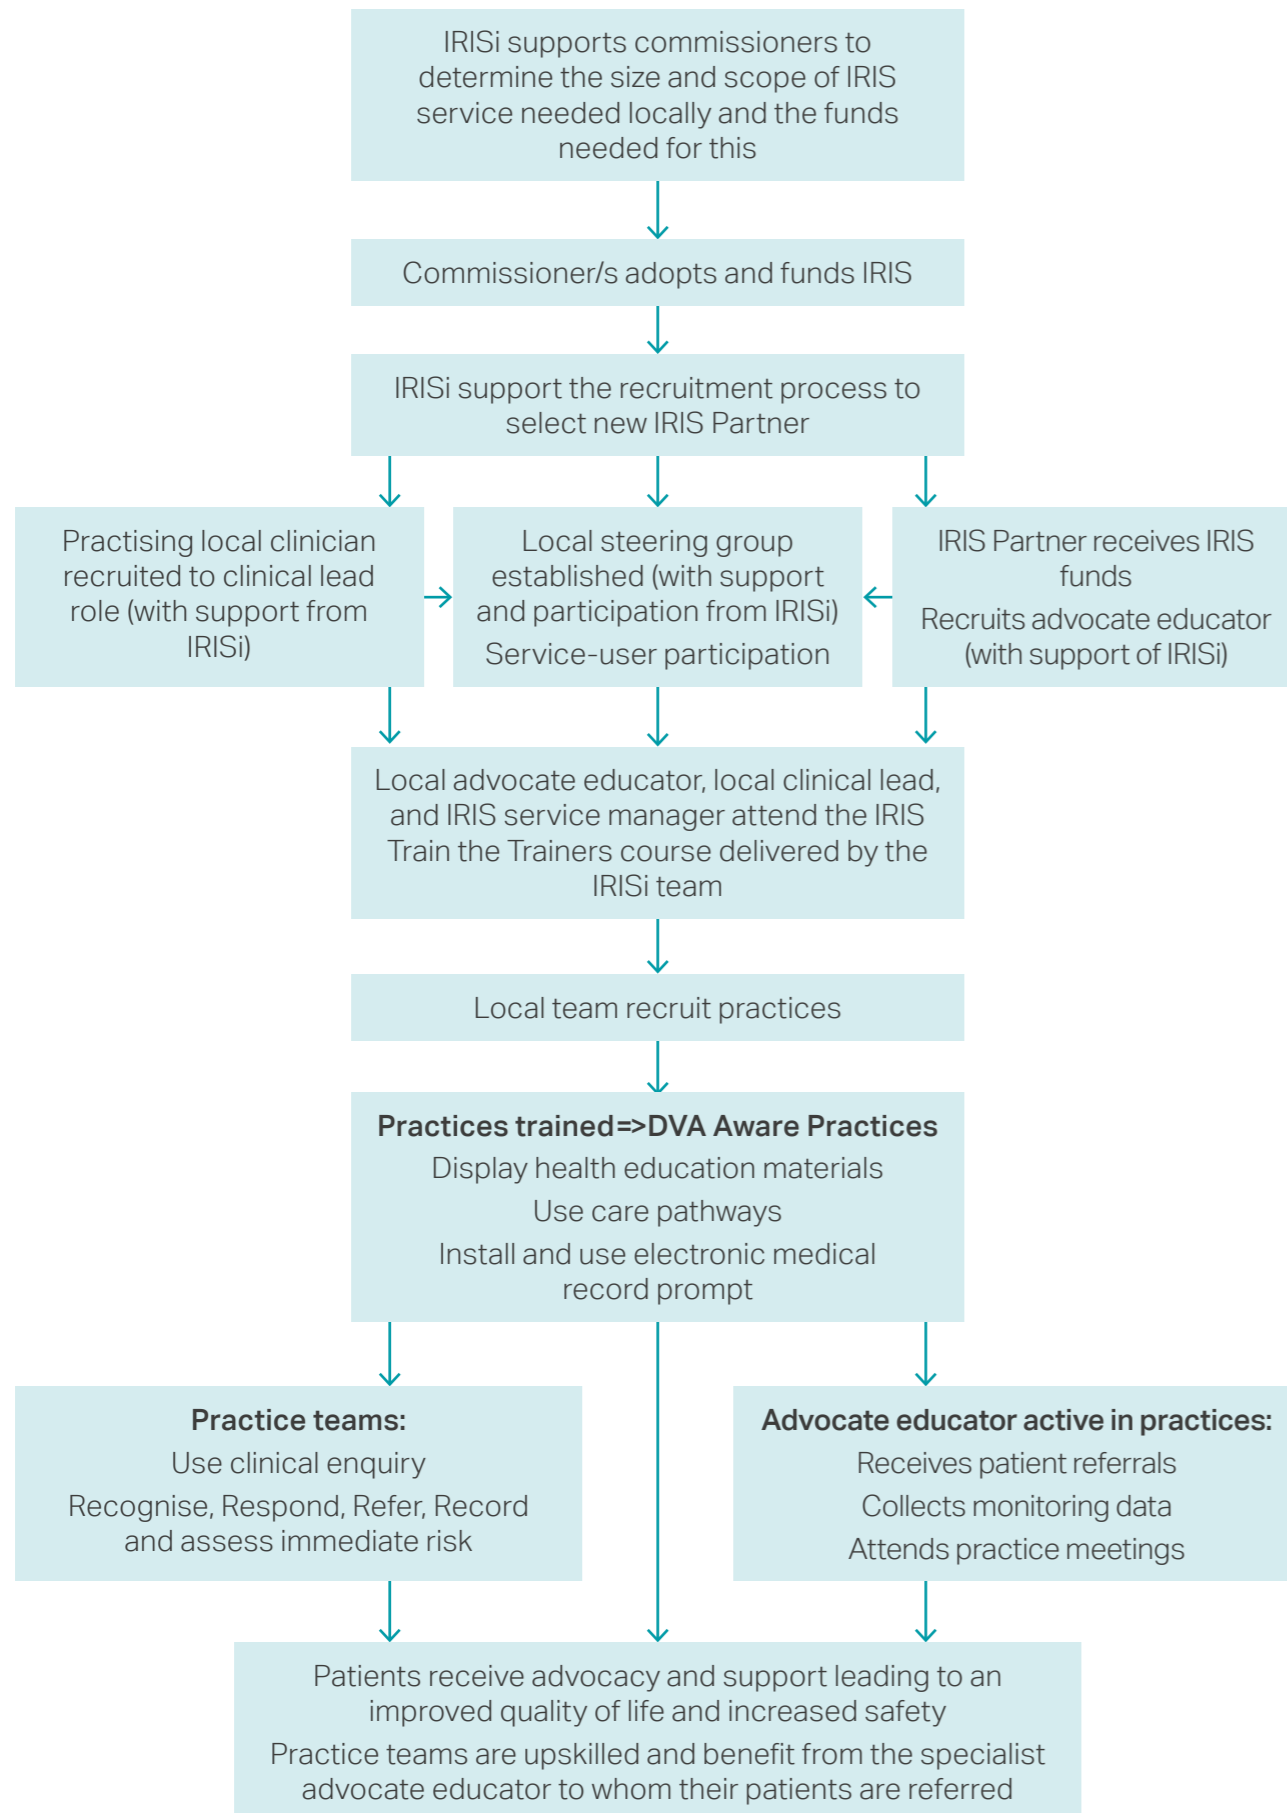 IRISi supports commissioners to
determine the size and scope of IRIS
service needed locally and the funds
needed for this
Commissioner/s adopts and funds IRIS
IRISi support the recruitment process to
select new IRIS Partner
Practising local clinician
recruited to clinical lead
role (with support from
IRISi)
Local steering group
established (with support
and participation from IRISi)
Service-user participation
IRIS Partner receives IRIS
funds
Recruits advocate educator
(with support of IRISi)
Local advocate educator, local clinical lead,
and IRIS service manager attend the IRIS
Train the Trainers course delivered by the
IRISi team
Local team recruit practices
Practices trained=>DVA Aware Practices
Display health education materials
Use care pathways
Install and use electronic medical
record prompt
Practice teams:
Use clinical enquiry
Recognise, Respond, Refer, Record
and assess immediate risk
Advocate educator active in practices:
Receives patient referrals
Collects monitoring data
Attends practice meetings
Patients receive advocacy and support leading to an
improved quality of life and increased safety
Practice teams are upskilled and benefit from the specialist
advocate educator to whom their patients are referred